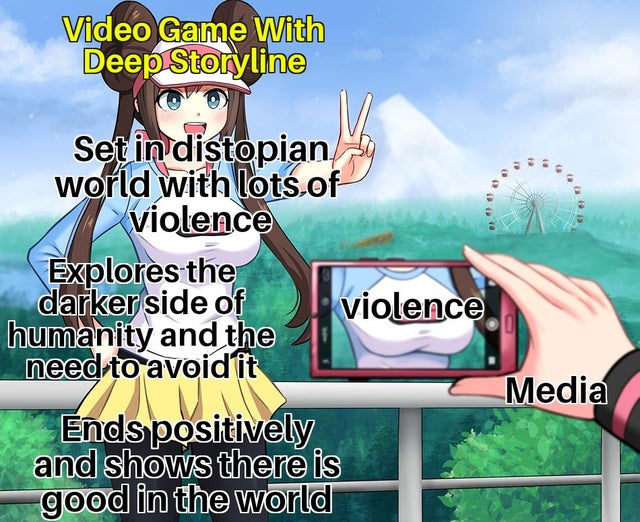 Video Game With
Deep Storyline
Set in distopian
world with lots of
violence
Explores the
darker side of
humanity and the
need to avoid it
violence
Media
Ends positively
and shows there is
good in the world